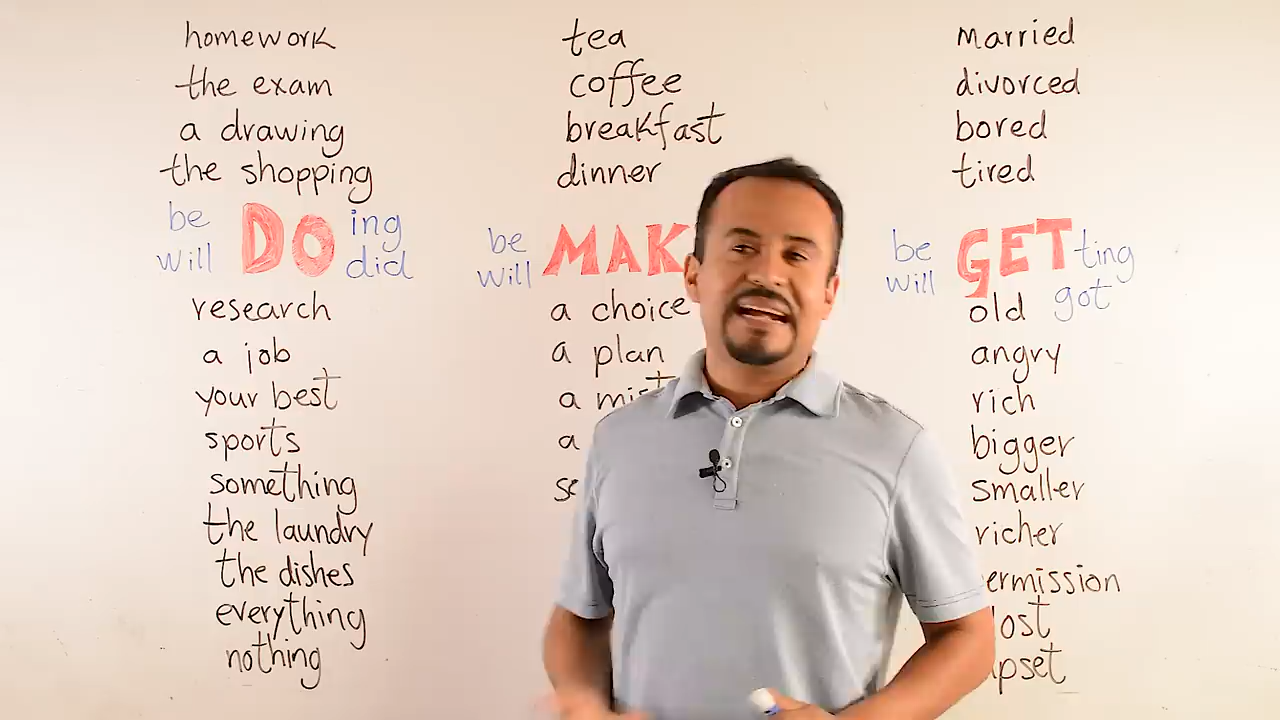 homework
the exam
a drawing
the shopping
be
will
DO
ing
did
research
a job
your best
sports
something
the laundry
the dishes
everything
nothing
tea
coffee
breakfast
dinner
be
will
MAK
a choice
a plan
a
a
married
divorced
bored
tired
be
will
GET
ting
got
old
angry
rich
bigger
smaller
richer
ermission
lost
pset